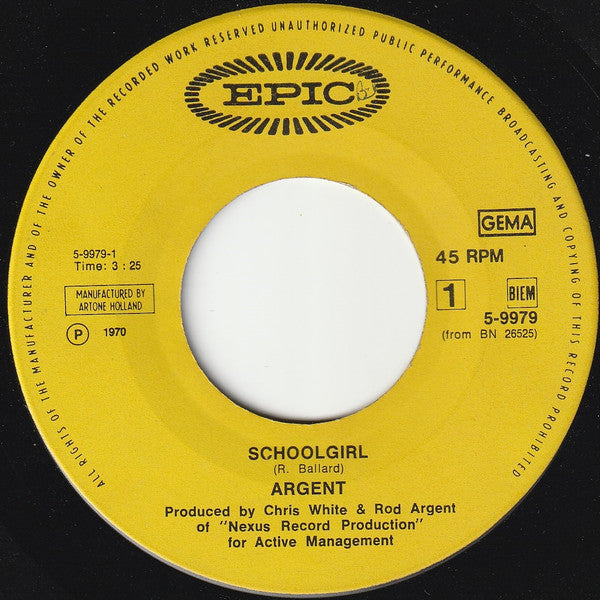 ALL RIGHTS OF THE MANUFACTURER AND OF THE OWNER OF THE RECORDED WORK RESERVED UNAUTHORIZED PUBLIC PERFORMANCE BROADCASTING AND COPYING OF THIS RECORD PROHIBITED
EPIC
GEMA
5-9979-1
Time: 3 : 25
45 RPM
MANUFACTURED BY
ARTONE HOLLAND
1
BIEM
5-9979
(from BN 26525)
Ⓟ 1970
SCHOOLGIRL
(R. Ballard)
ARGENT
Produced by Chris White & Rod Argent
of "Nexus Record Production"
for Active Management